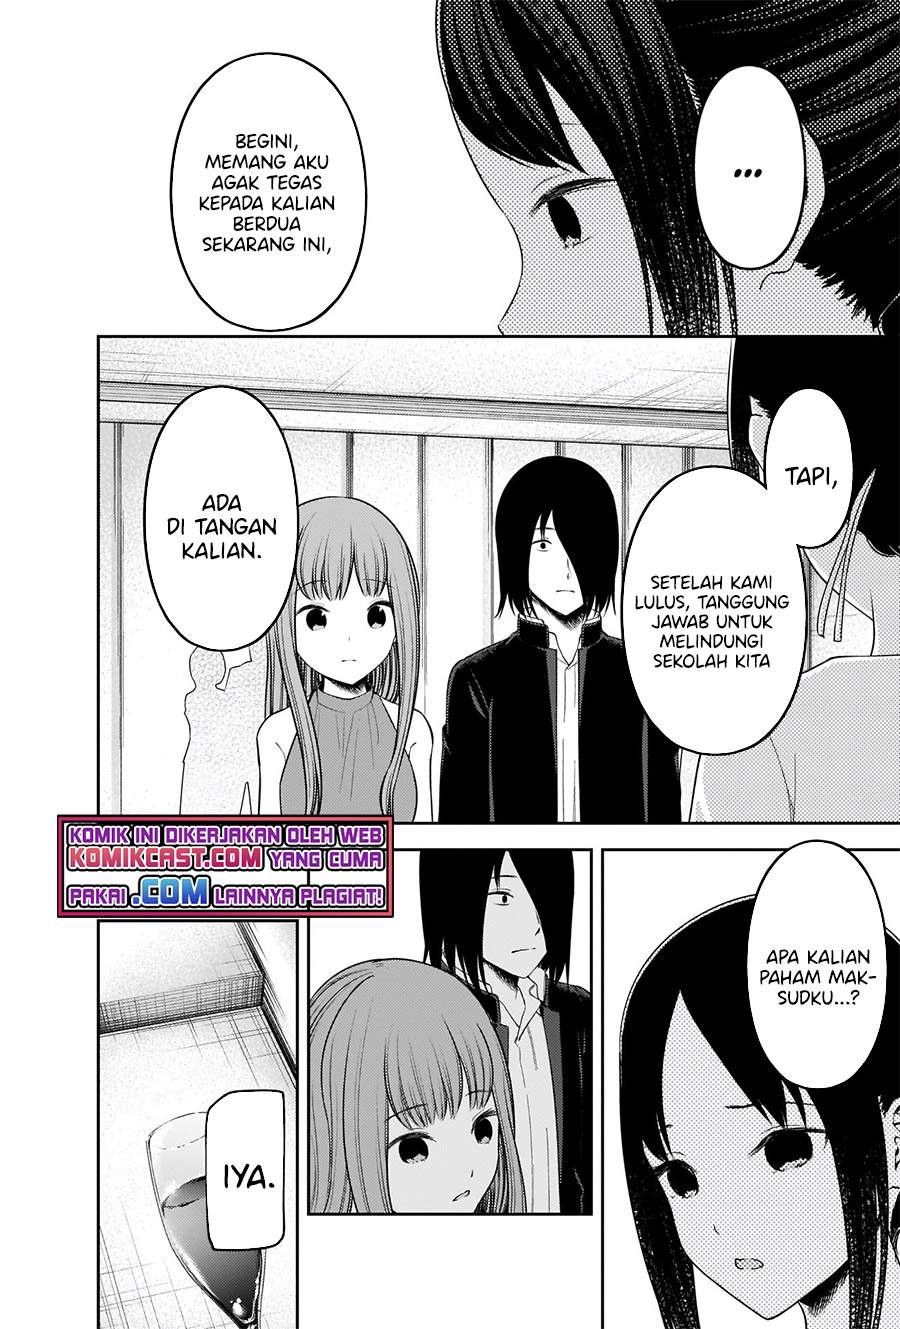 ...
BEGINI,
MEMANG AKU
AGAK TEGAS
KEPADA KALIAN
BERDUA
SEKARANG INI,
TAPI,
SETELAH KAMI
LULUS, TANGGUNG
JAWAB UNTUK
MELINDUNGI
SEKOLAH KITA
ADA
DI TANGAN
KALIAN.
KOMIK INI DIKERJAKAN OLEH WEB
KOMIKCAST.COM YANG CUMA
PAKAI .COM LAINNYA PLAGIAT!
APA KALIAN
PAHAM MAK-
SUDKU...?
IYA.